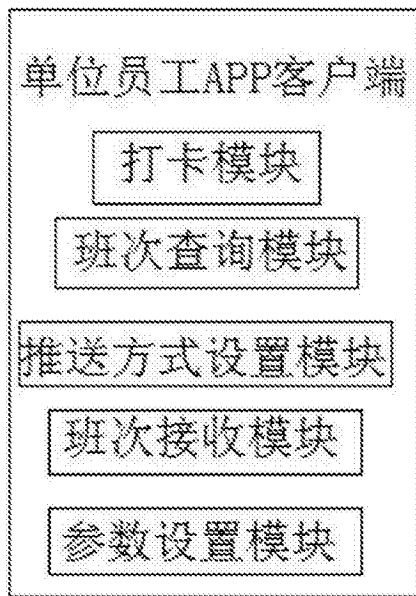 单位员工APP客户端
打卡模块
班次查询模块
推送方式设置模块
班次接收模块
参数设置模块